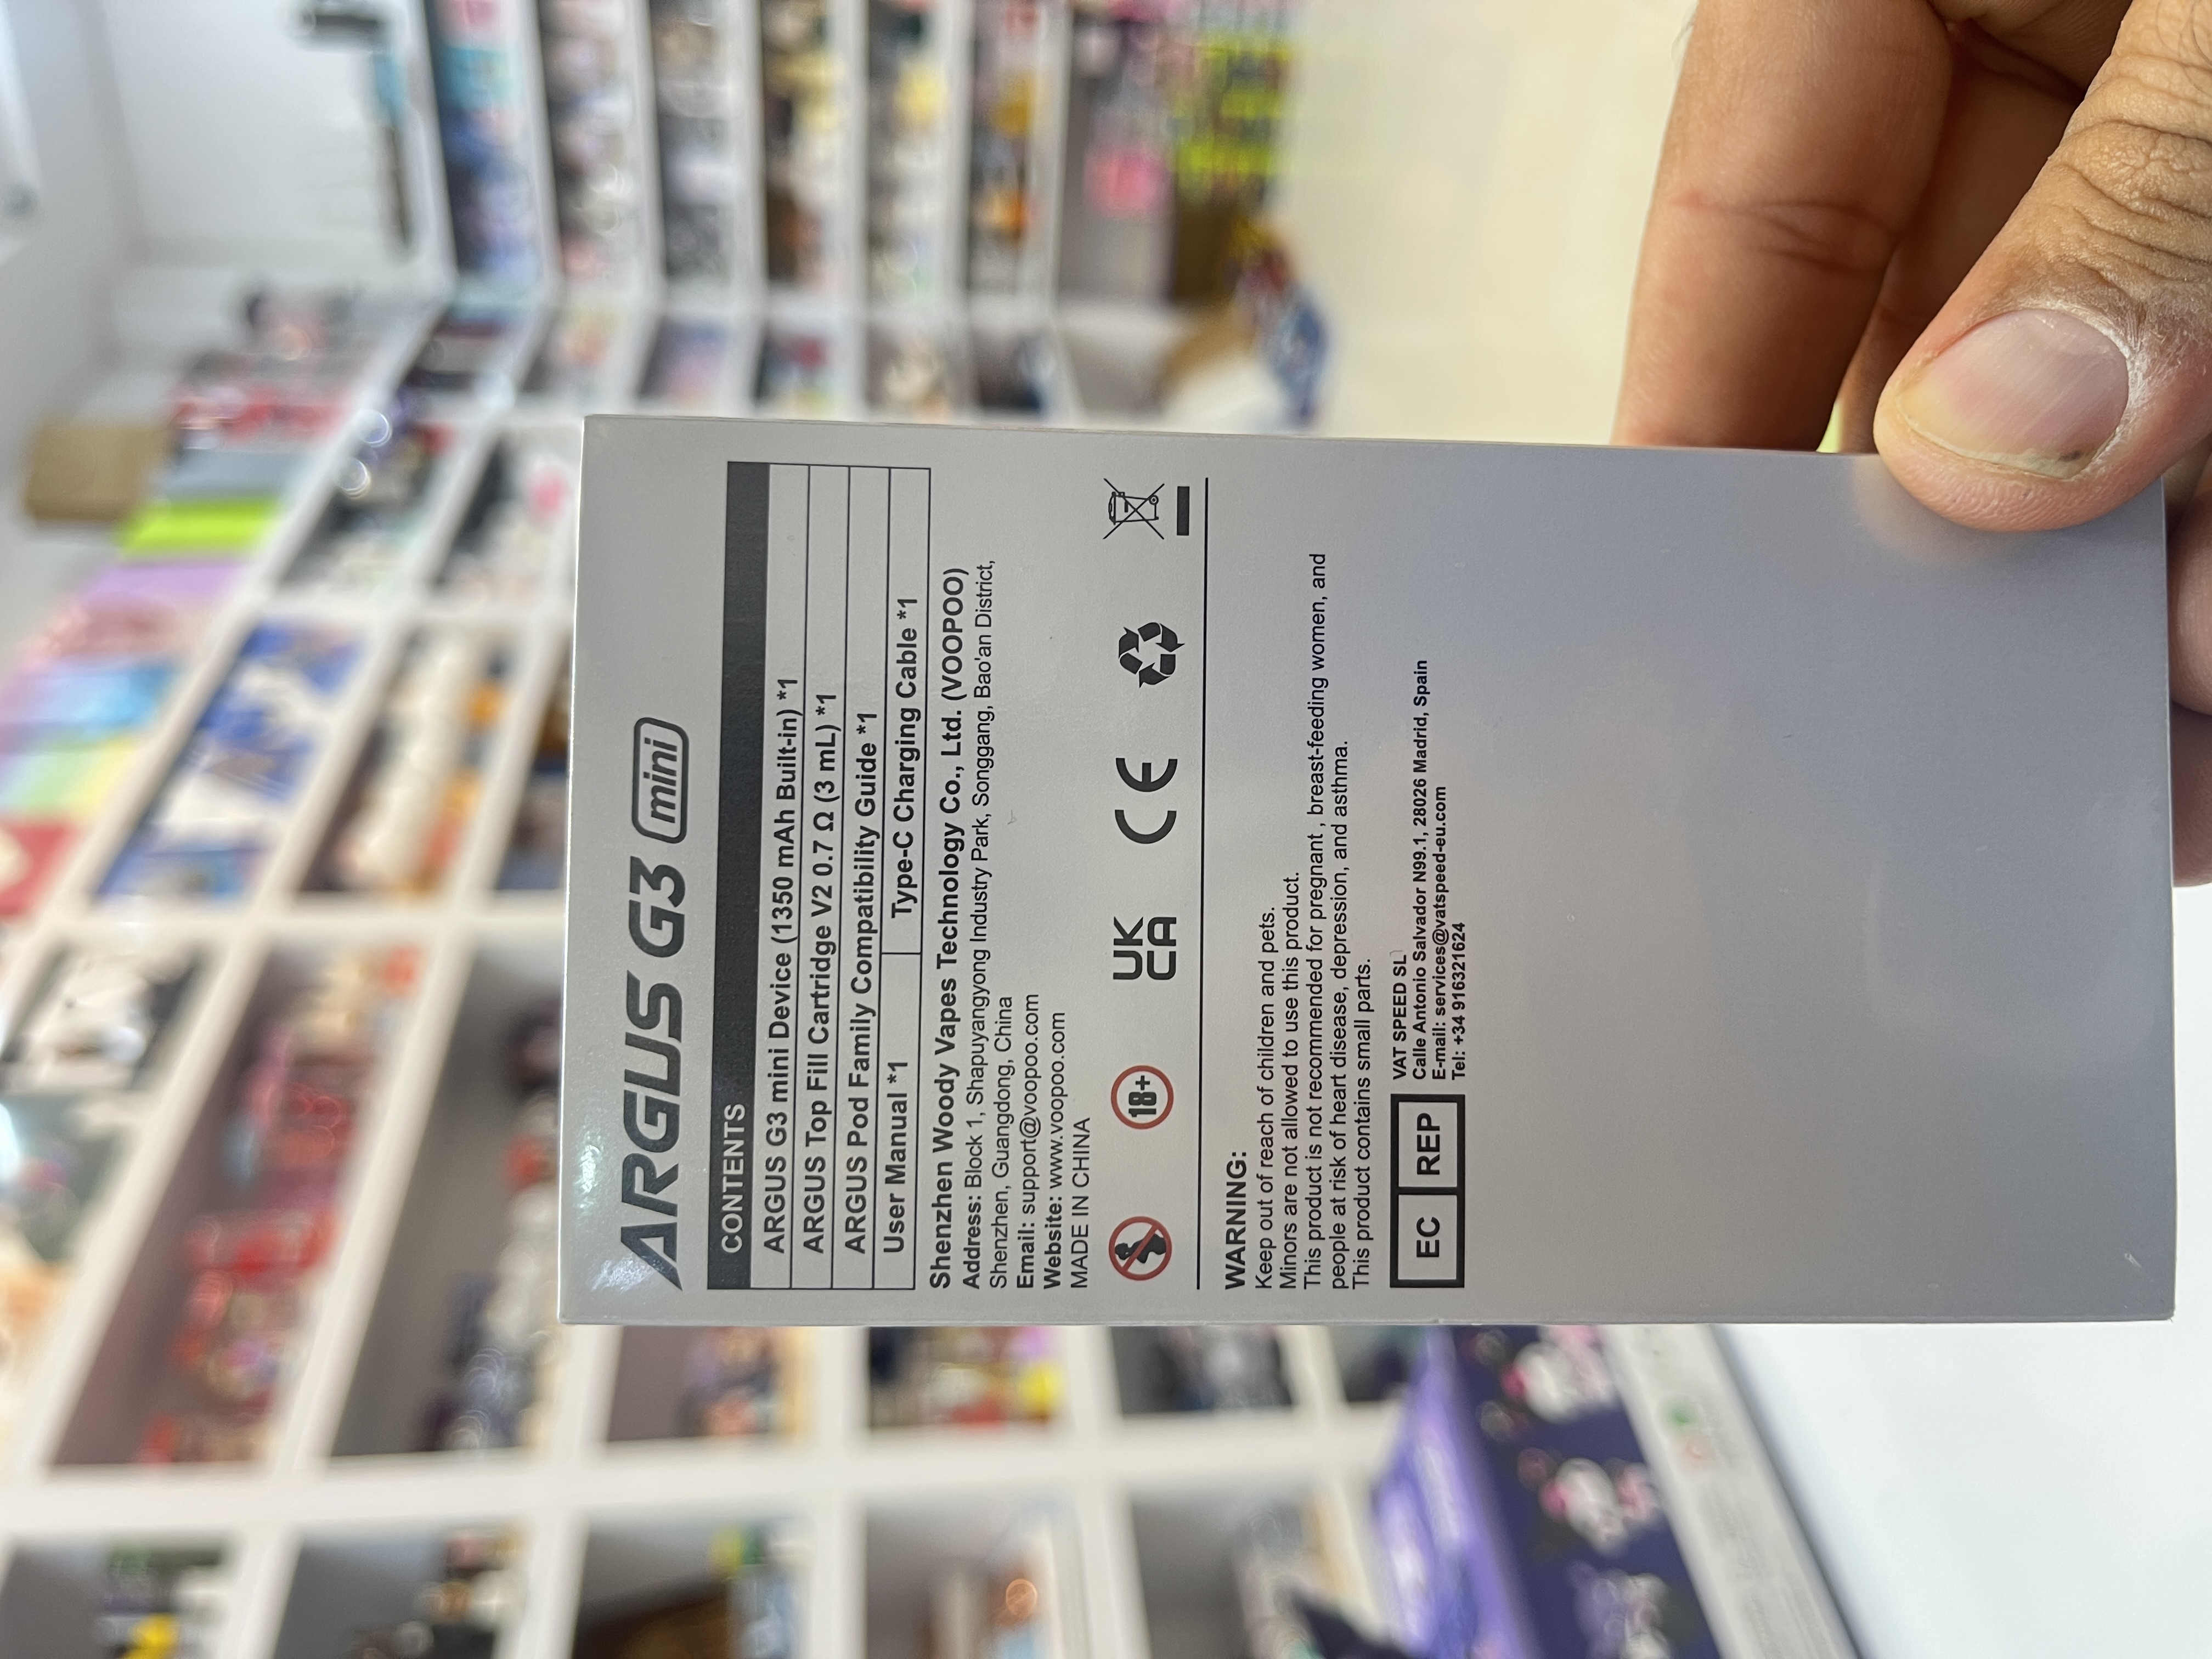 ARGUS G3 mini
CONTENTS
ARGUS G3 mini Device (1350 mAh Built-in) *1
ARGUS Top Fill Cartridge V2 0.7 Ω (3 mL) *1
ARGUS Pod Family Compatibility Guide *1
User Manual *1 Type-C Charging Cable *1
Shenzhen Woody Vapes Technology Co., Ltd. (VOOPOO)
Address: Block 1, Shapuyangyong Industry Park, Songgang, Bao'an District,
Shenzhen, Guangdong, China
Email: support@voopoo.com
Website: www.voopoo.com
MADE IN CHINA
18+ UK CA CE
WARNING:
Keep out of reach of children and pets.
Minors are not allowed to use this product.
This product is not recommended for pregnant , breast-feeding women, and
people at risk of heart disease, depression, and asthma.
This product contains small parts.
EC REP
VAT SPEED SL
Calle Antonio Salvador N99.1, 28026 Madrid, Spain
E-mail: services@vatspeed-eu.com
Tel: +34 916321624